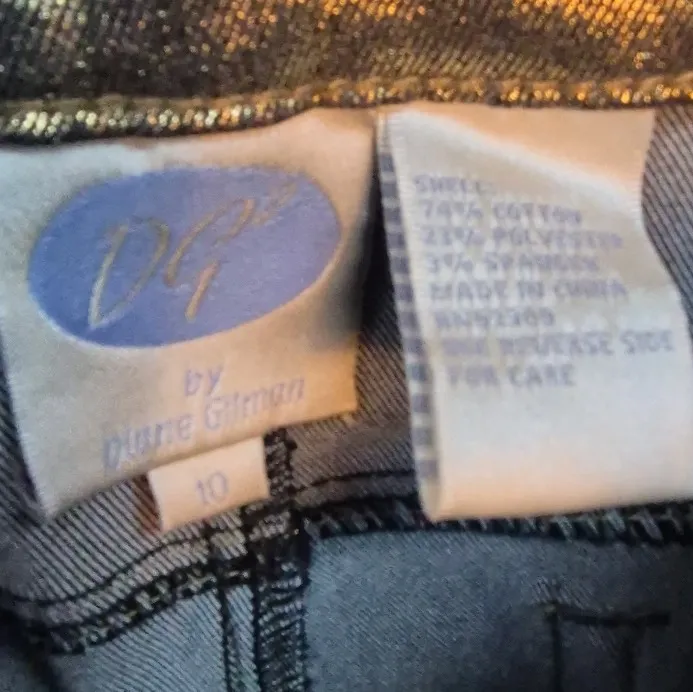 DG²
by
Diane Gilman
10
SHELL:
74% COTTON
23% POLYESTER
3% SPANDEX
MADE IN CHINA
REVERSE SIDE
FOR CARE